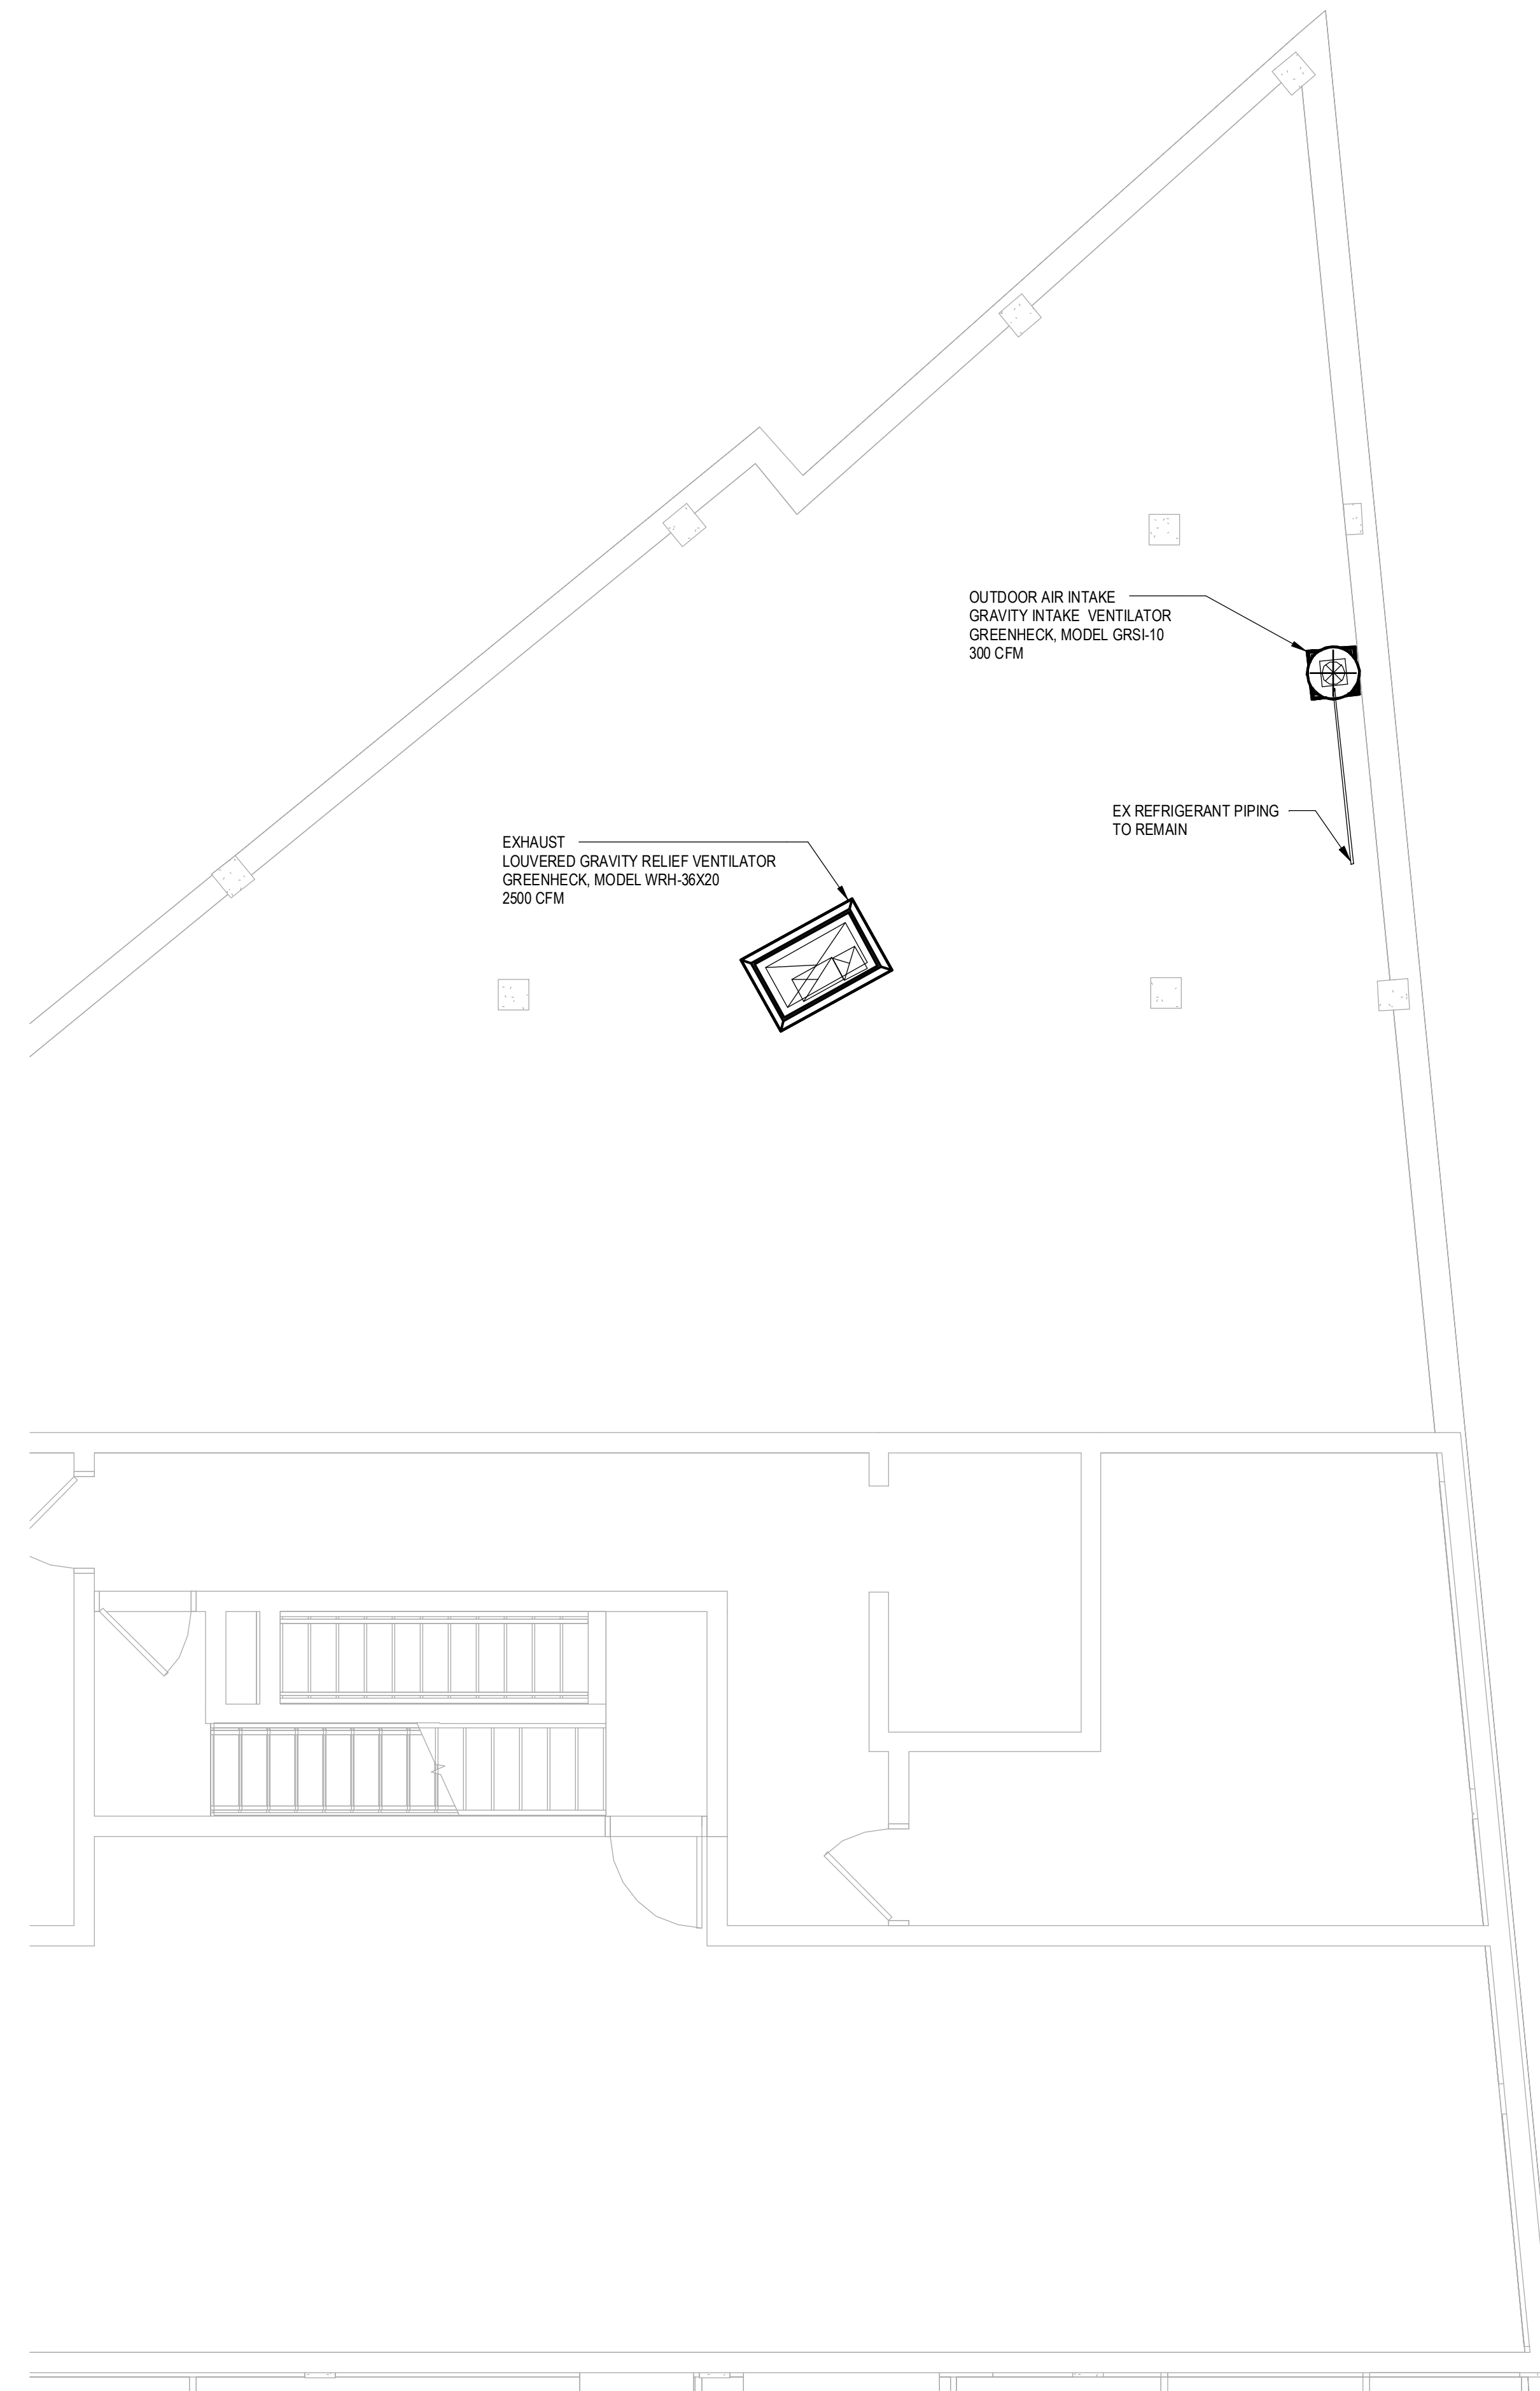 OUTDOOR AIR INTAKE
GRAVITY INTAKE VENTILATOR
GREENHECK, MODEL GRSI-10
300 CFM
EX REFRIGERANT PIPING
TO REMAIN
EXHAUST
LOUVERED GRAVITY RELIEF VENTILATOR
GREENHECK, MODEL WRH-36X20
2500 CFM